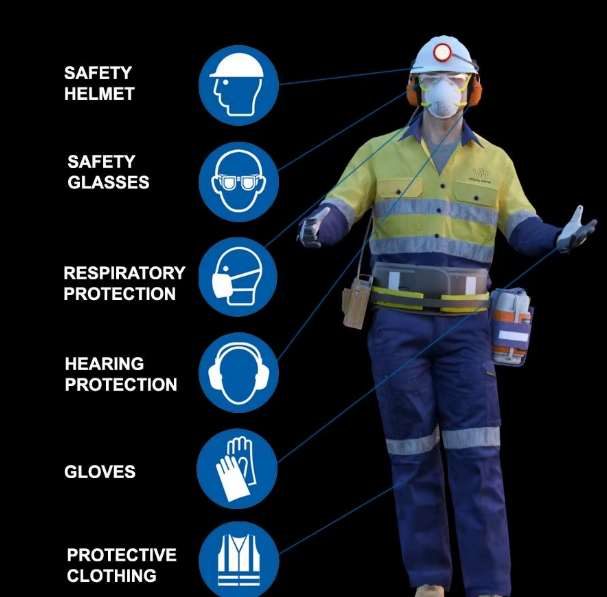 SAFETY
HELMET
SAFETY
GLASSES
RESPIRATORY
PROTECTION
HEARING
PROTECTION
GLOVES
PROTECTIVE
CLOTHING